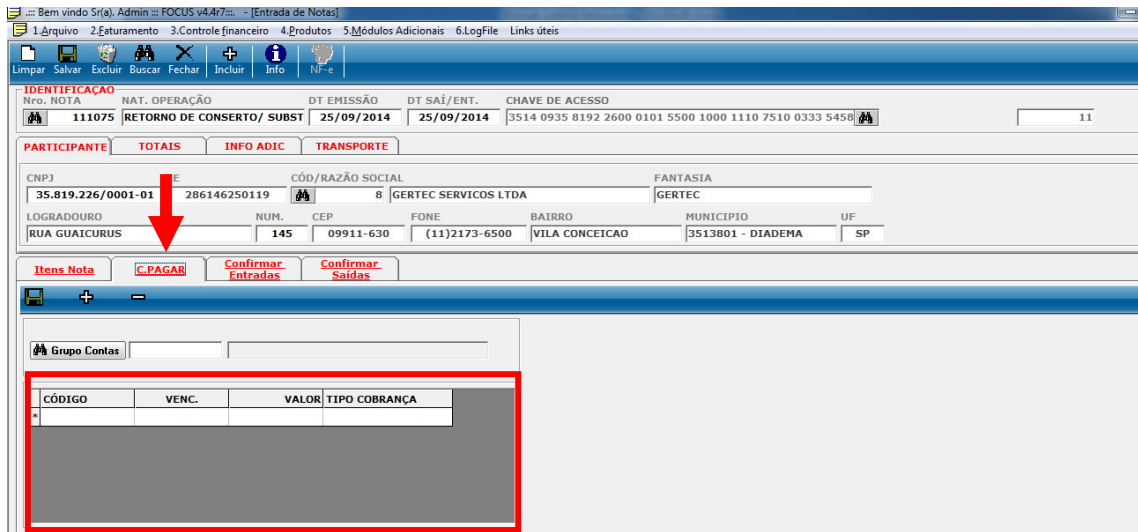 .::: Bem vindo Sr(a). Admin ::: FOCUS v4.4r7:::. - [Entrada de Notas]
1.Arquivo 2.Faturamento 3.Controle financeiro 4.Produtos 5.Módulos Adicionais 6.LogFile Links úteis
Limpar Salvar Excluir Buscar Fechar Incluir Info NF-e
IDENTIFICAÇÃO
Nro. NOTA NAT. OPERAÇÃO DT EMISSÃO DT SAÍ/ENT. CHAVE DE ACESSO
111075 RETORNO DE CONSERTO/ SUBST 25/09/2014 25/09/2014 3514 0935 8192 2600 0101 5500 1000 1110 7510 0333 5458 11
PARTICIPANTE TOTAIS INFO ADIC TRANSPORTE
CNPJ E CÓD/RAZÃO SOCIAL FANTASIA
35.819.226/0001-01 286146250119 8 GERTEC SERVICOS LTDA GERTEC
LOGRADOURO NUM. CEP FONE BAIRRO MUNICIPIO UF
RUA GUAICURUS 145 09911-630 (11)2173-6500 VILA CONCEICAO 3513801 - DIADEMA SP
Itens Nota C.PAGAR Confirmar Entradas Confirmar Saídas
Grupo Contas
CÓDIGO VENC. VALOR TIPO COBRANÇA
*